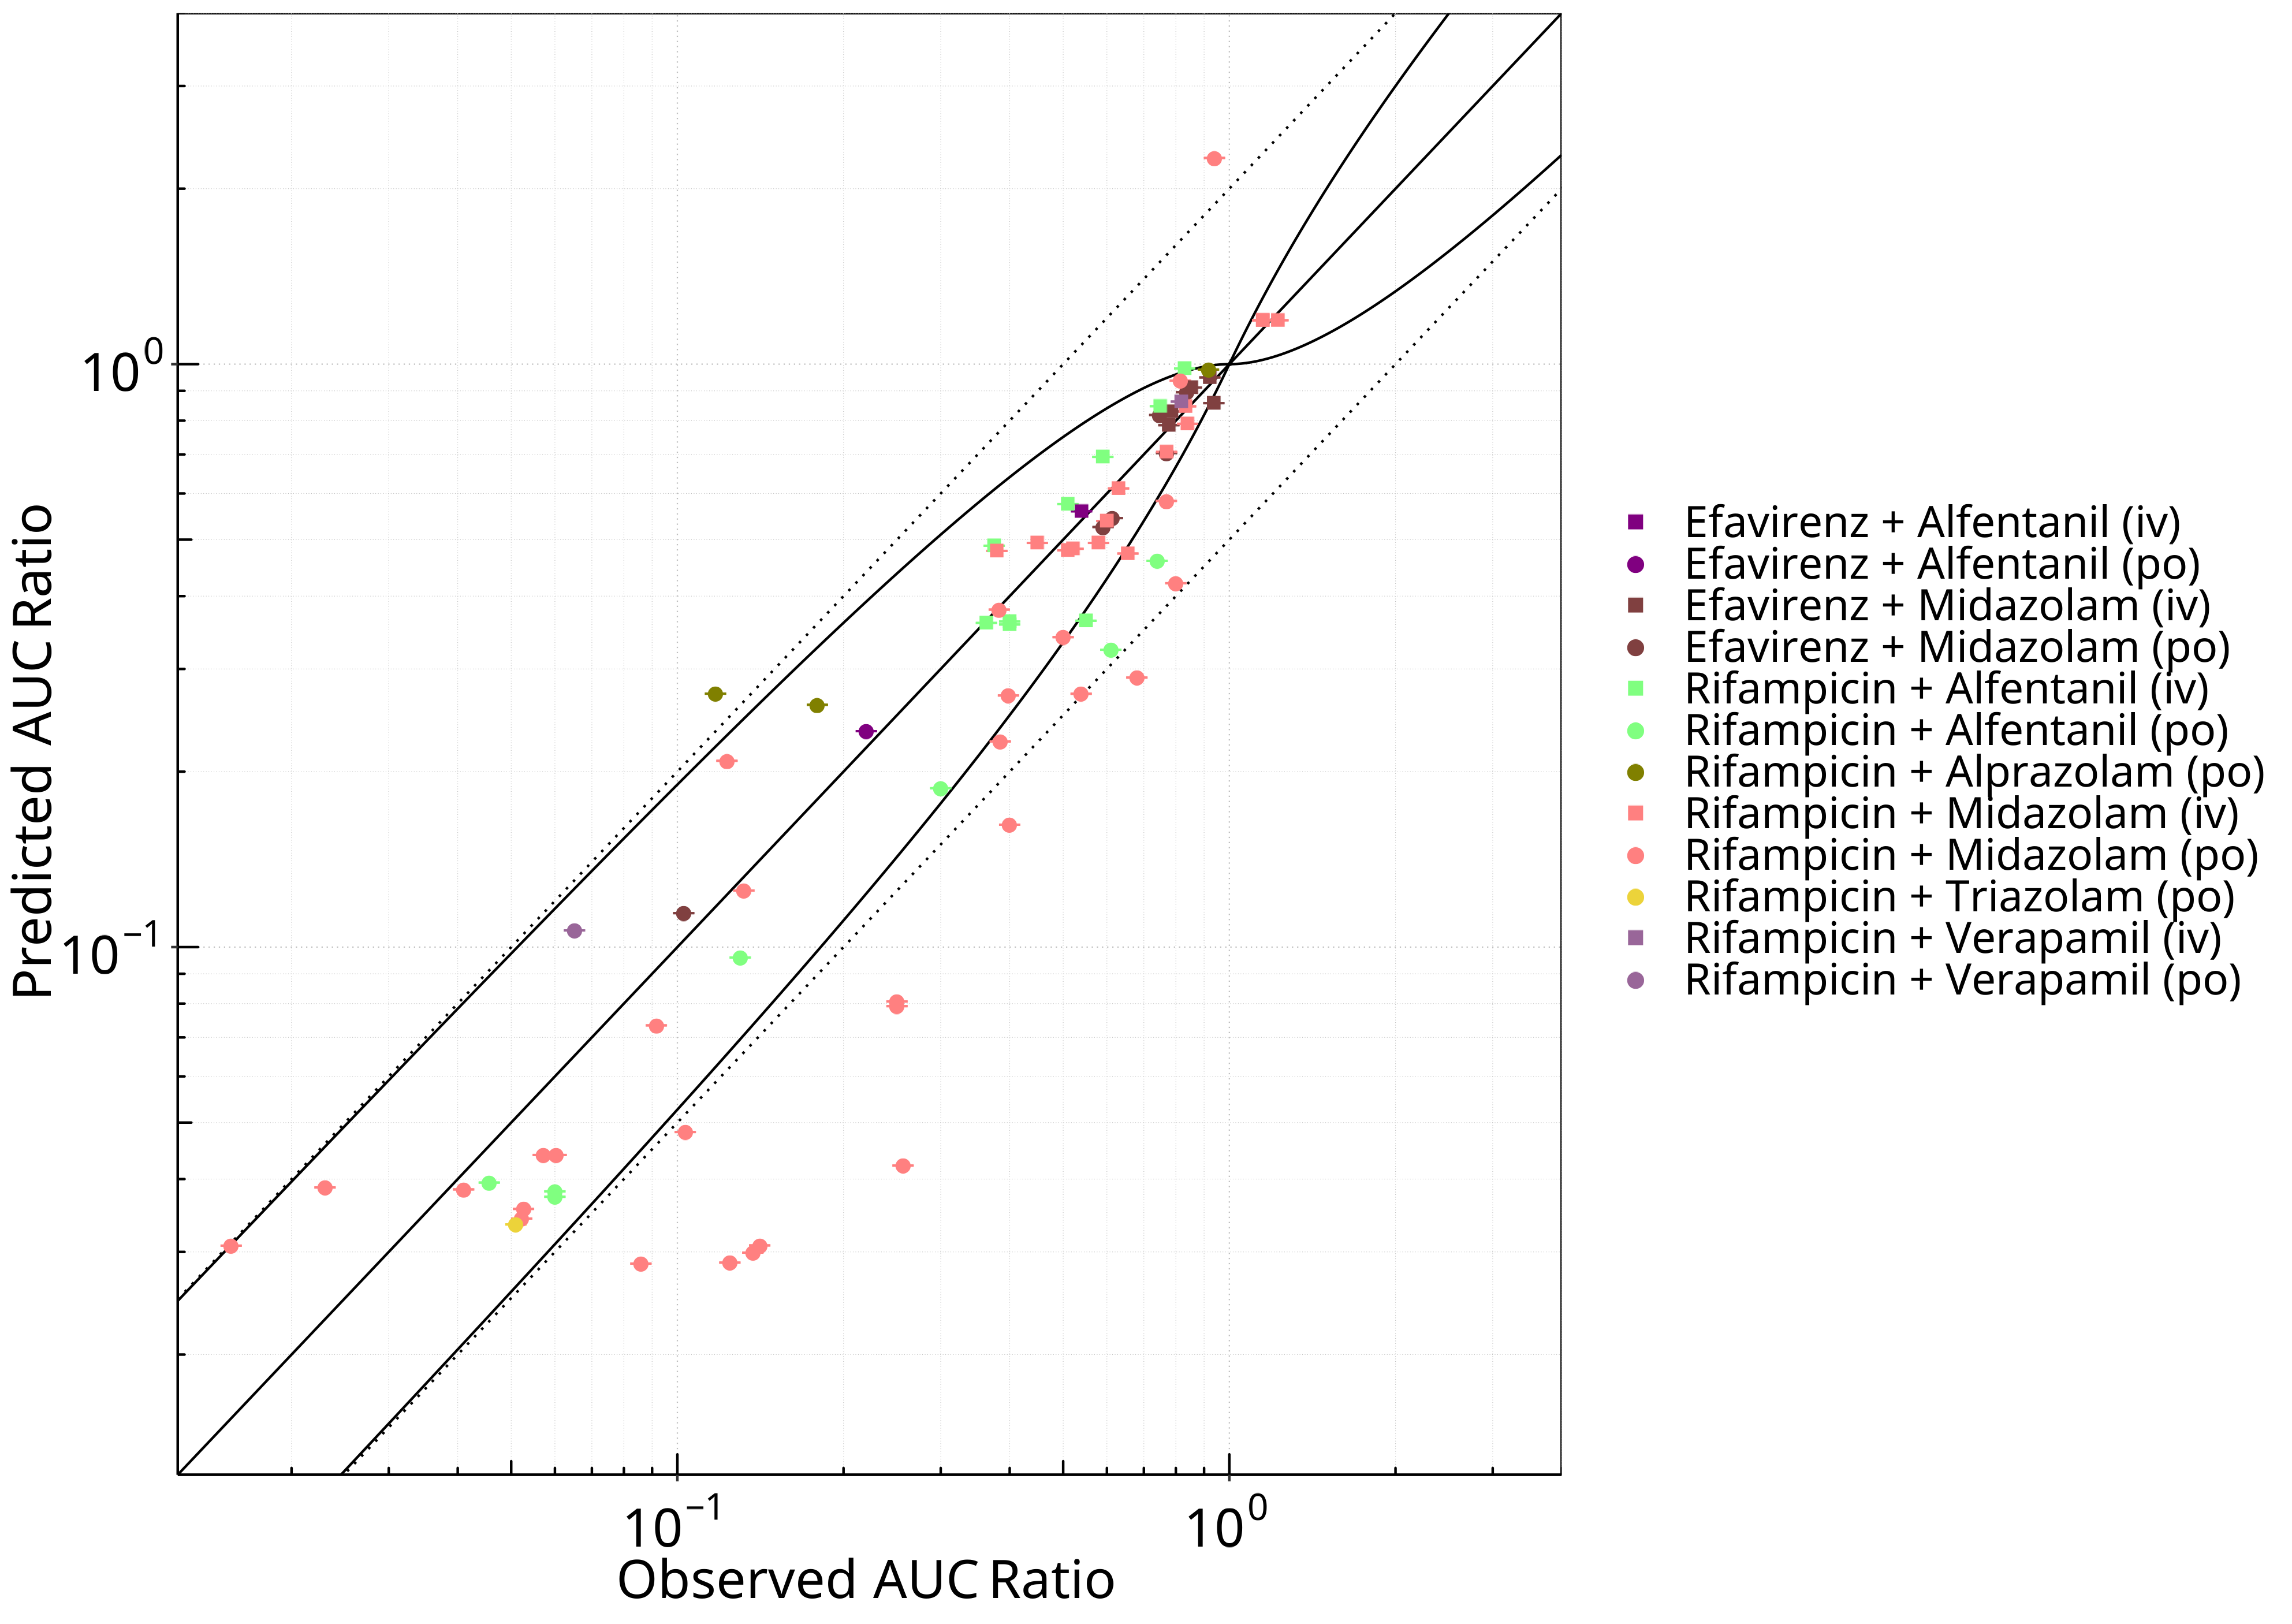 Predicted AUC Ratio
10⁰
10⁻¹
10⁻¹
10⁰
Observed AUC Ratio
Efavirenz + Alfentanil (iv)
Efavirenz + Alfentanil (po)
Efavirenz + Midazolam (iv)
Efavirenz + Midazolam (po)
Rifampicin + Alfentanil (iv)
Rifampicin + Alfentanil (po)
Rifampicin + Alprazolam (po)
Rifampicin + Midazolam (iv)
Rifampicin + Midazolam (po)
Rifampicin + Triazolam (po)
Rifampicin + Verapamil (iv)
Rifampicin + Verapamil (po)